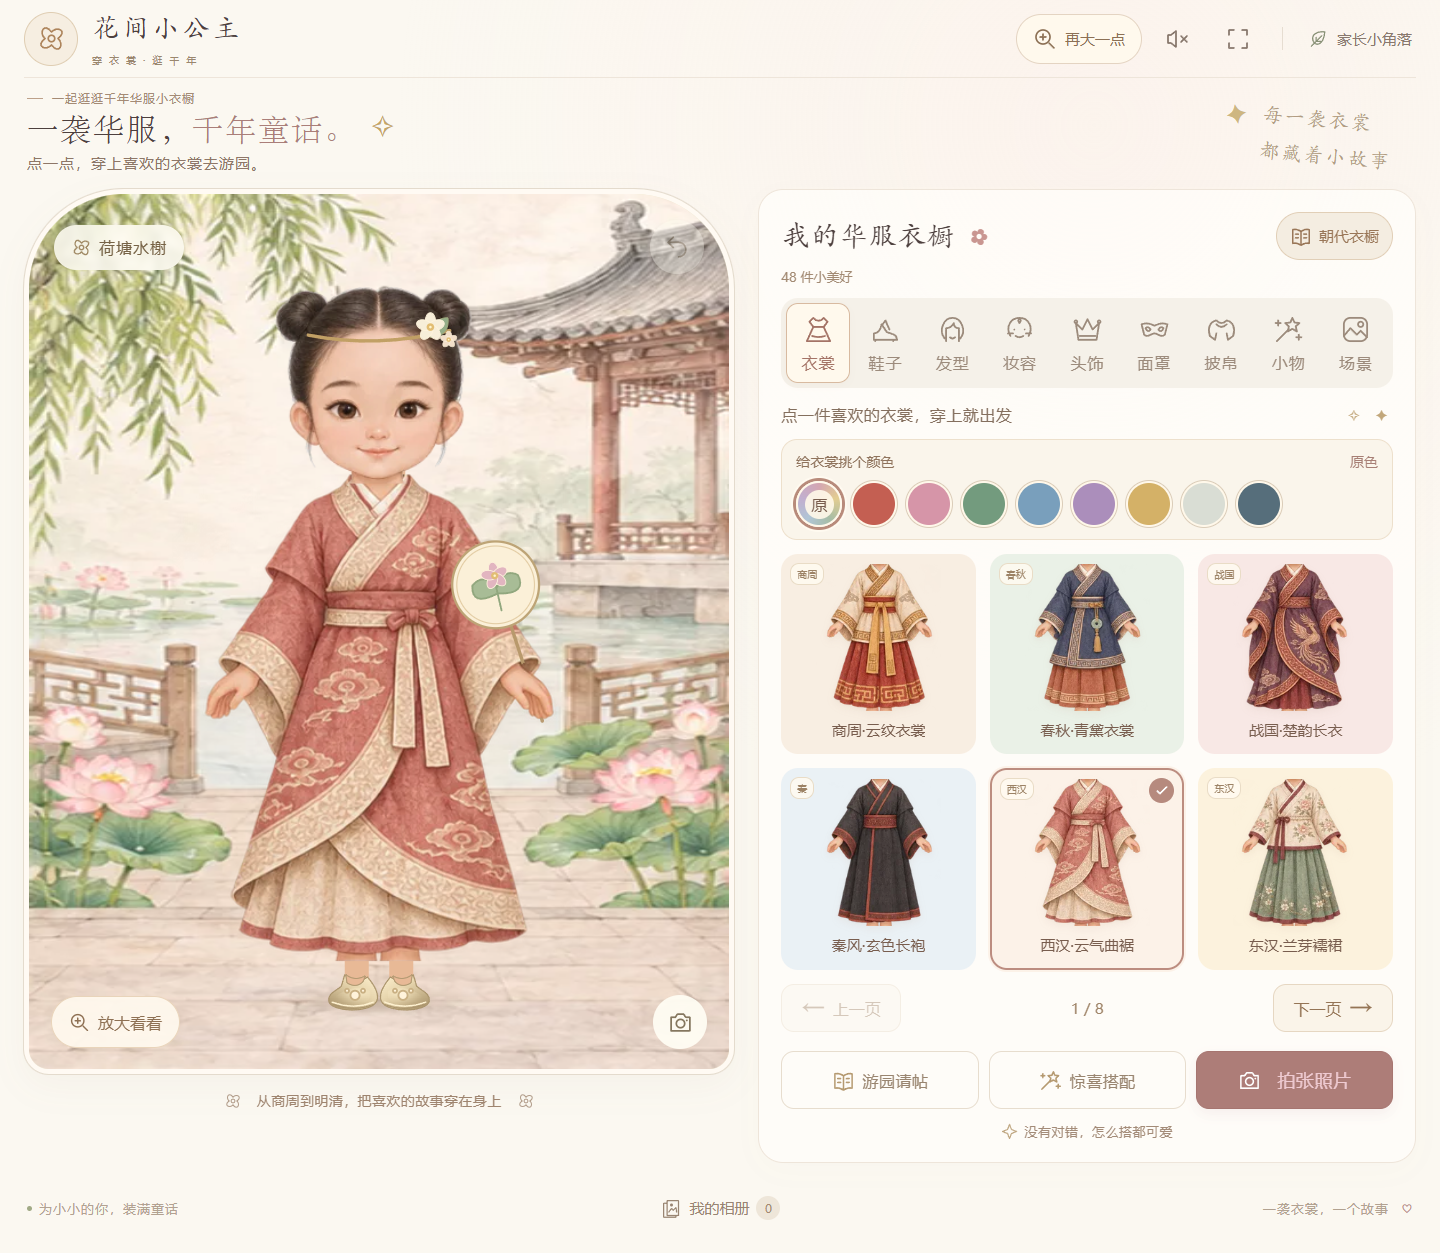 花间小公主
穿衣裳·逛千年
再大一点
家长小角落
一起逛逛千年华服小衣橱
一袭华服，千年童话。
点一点，穿上喜欢的衣裳去游园。
每一袭衣裳
都藏着小故事
荷塘水榭
放大看看
从商周到明清，把喜欢的故事穿在身上
我的华服衣橱
朝代衣橱
48 件小美好
衣裳 鞋子 发型 妆容 头饰 面罩 披帛 小物 场景
点一件喜欢的衣裳，穿上就出发
给衣裳挑个颜色 原色
原
商周 春秋 战国
商周·云纹衣裳 春秋·青黛衣裳 战国·楚韵长衣
秦 西汉 东汉
秦风·玄色长袍 西汉·云气曲裾 东汉·兰芽襦裙
上一页 1 / 8 下一页
游园请帖 惊喜搭配 拍张照片
没有对错，怎么搭都可爱
为小小的你，装满童话
我的相册 0
一袭衣裳，一个故事